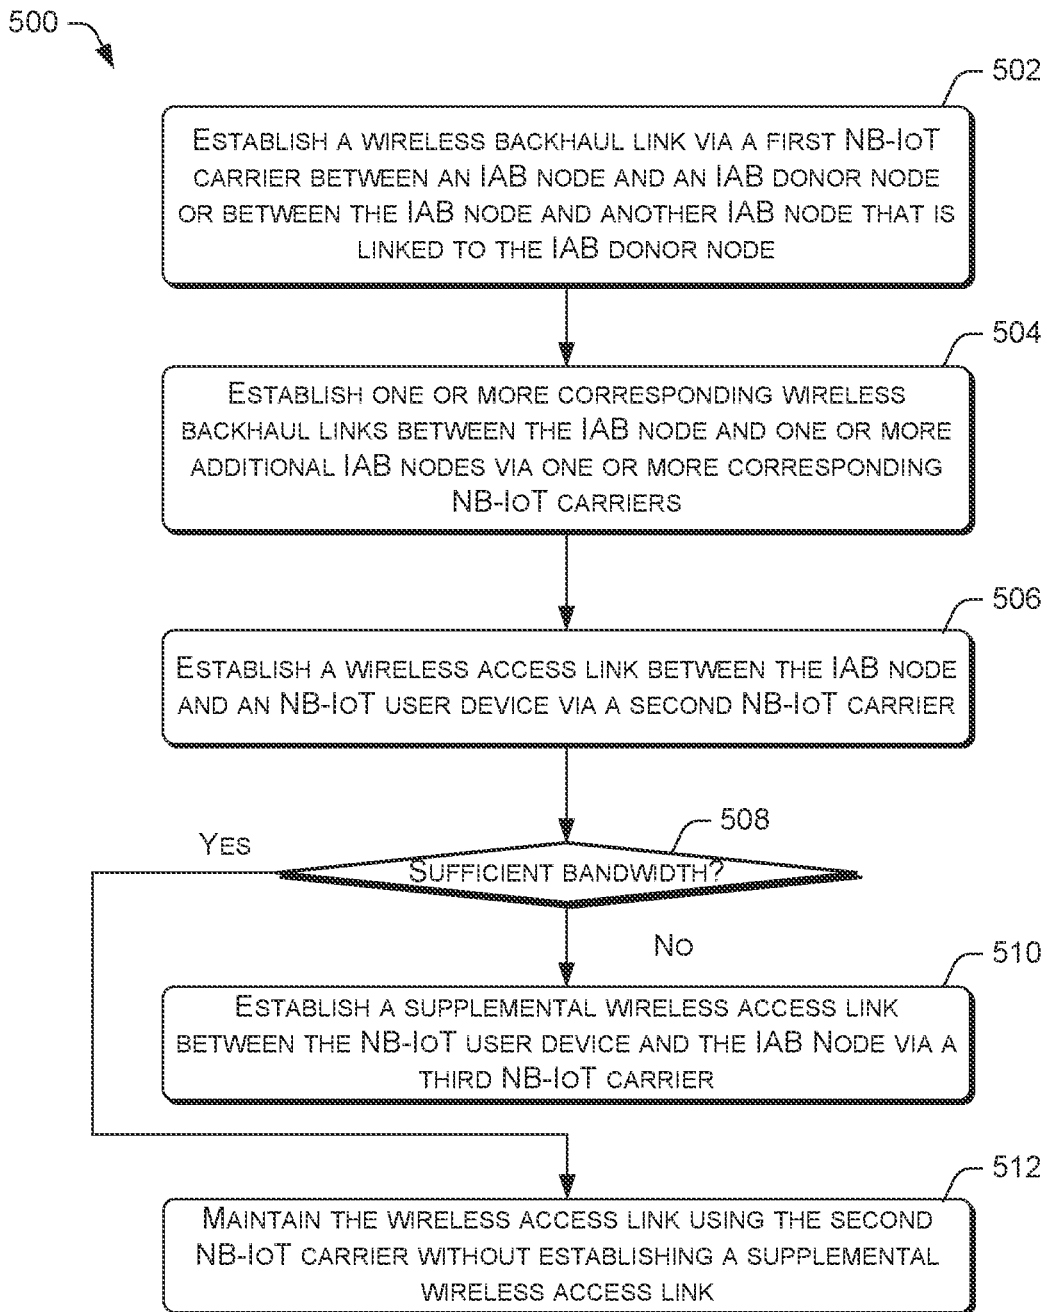 500
502
Establish a wireless backhaul link via a first NB-IoT
carrier between an IAB node and an IAB donor node
or between the IAB node and another IAB node that is
linked to the IAB donor node
504
Establish one or more corresponding wireless
backhaul links between the IAB node and one or more
additional IAB nodes via one or more corresponding
NB-IoT carriers
506
Establish a wireless access link between the IAB node
and an NB-IoT user device via a second NB-IoT carrier
508
Yes
Sufficient bandwidth?
No
510
Establish a supplemental wireless access link
between the NB-IoT user device and the IAB Node via a
third NB-IoT carrier
512
Maintain the wireless access link using the second
NB-IoT carrier without establishing a supplemental
wireless access link